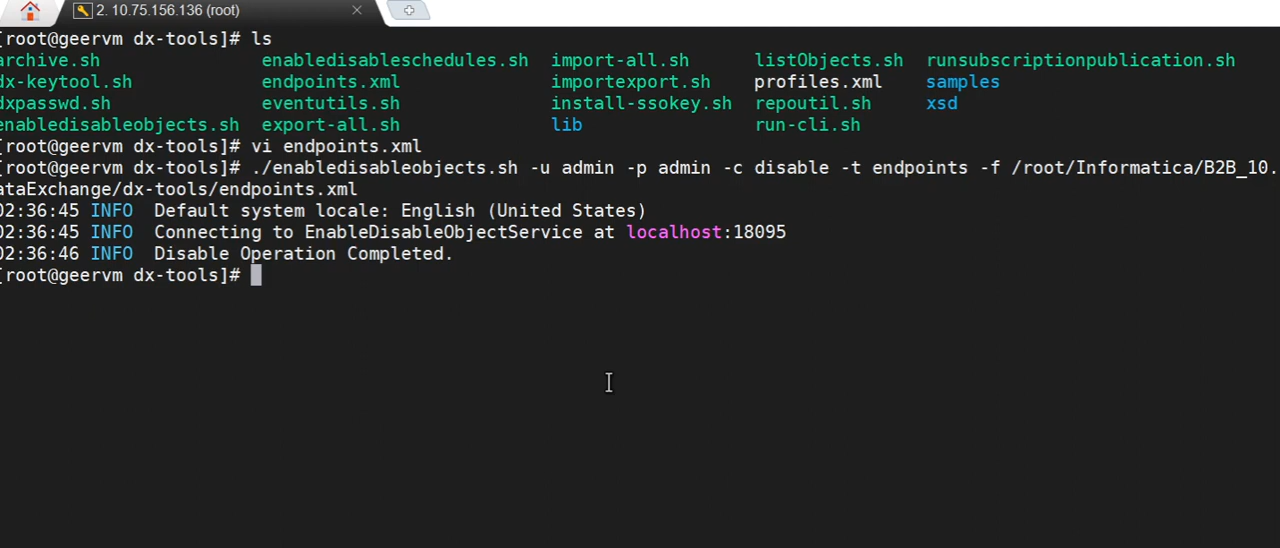 2. 10.75.156.136 (root)
[root@geervm dx-tools]# ls
archive.sh enabledisableschedules.sh import-all.sh listObjects.sh runsubscriptionpublication.sh
dx-keytool.sh endpoints.xml importexport.sh profiles.xml samples
dxpasswd.sh eventutils.sh install-ssokey.sh repoutil.sh xsd
enabledisableobjects.sh export-all.sh lib run-cli.sh
[root@geervm dx-tools]# vi endpoints.xml
[root@geervm dx-tools]# ./enabledisableobjects.sh -u admin -p admin -c disable -t endpoints -f /root/Informatica/B2B_10.
ataExchange/dx-tools/endpoints.xml
02:36:45 INFO Default system locale: English (United States)
02:36:45 INFO Connecting to EnableDisableObjectService at localhost:18095
02:36:46 INFO Disable Operation Completed.
[root@geervm dx-tools]#